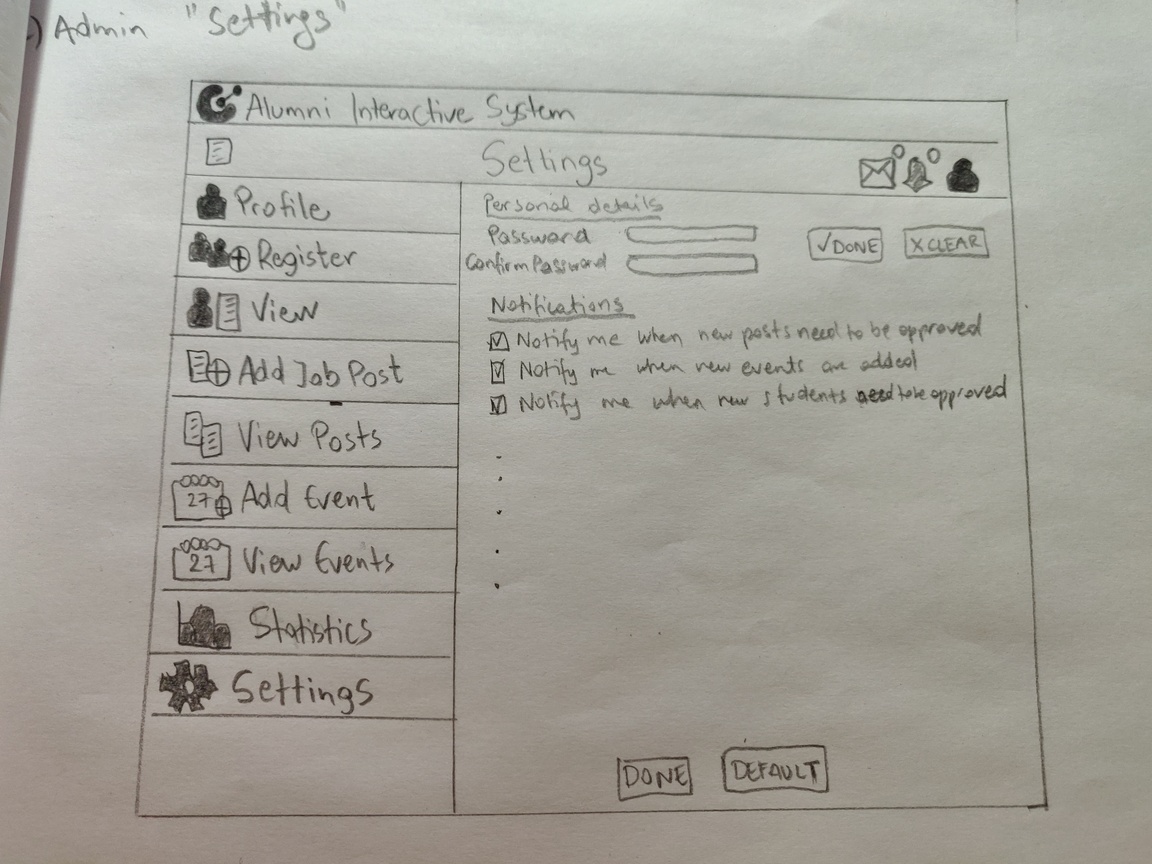 ) Admin "Settings"
Alumni Interactive System
Settings
Profile
Register
View
Add Job Post
View Posts
27 Add Event
27 View Events
Statistics
Settings
Personal details
Password
✓DONE X CLEAR
Confirm Password
Notifications
Notify me when new posts need to be approved
Notify me when new events are added
Notify me when new students need to be approved
DONE DEFAULT